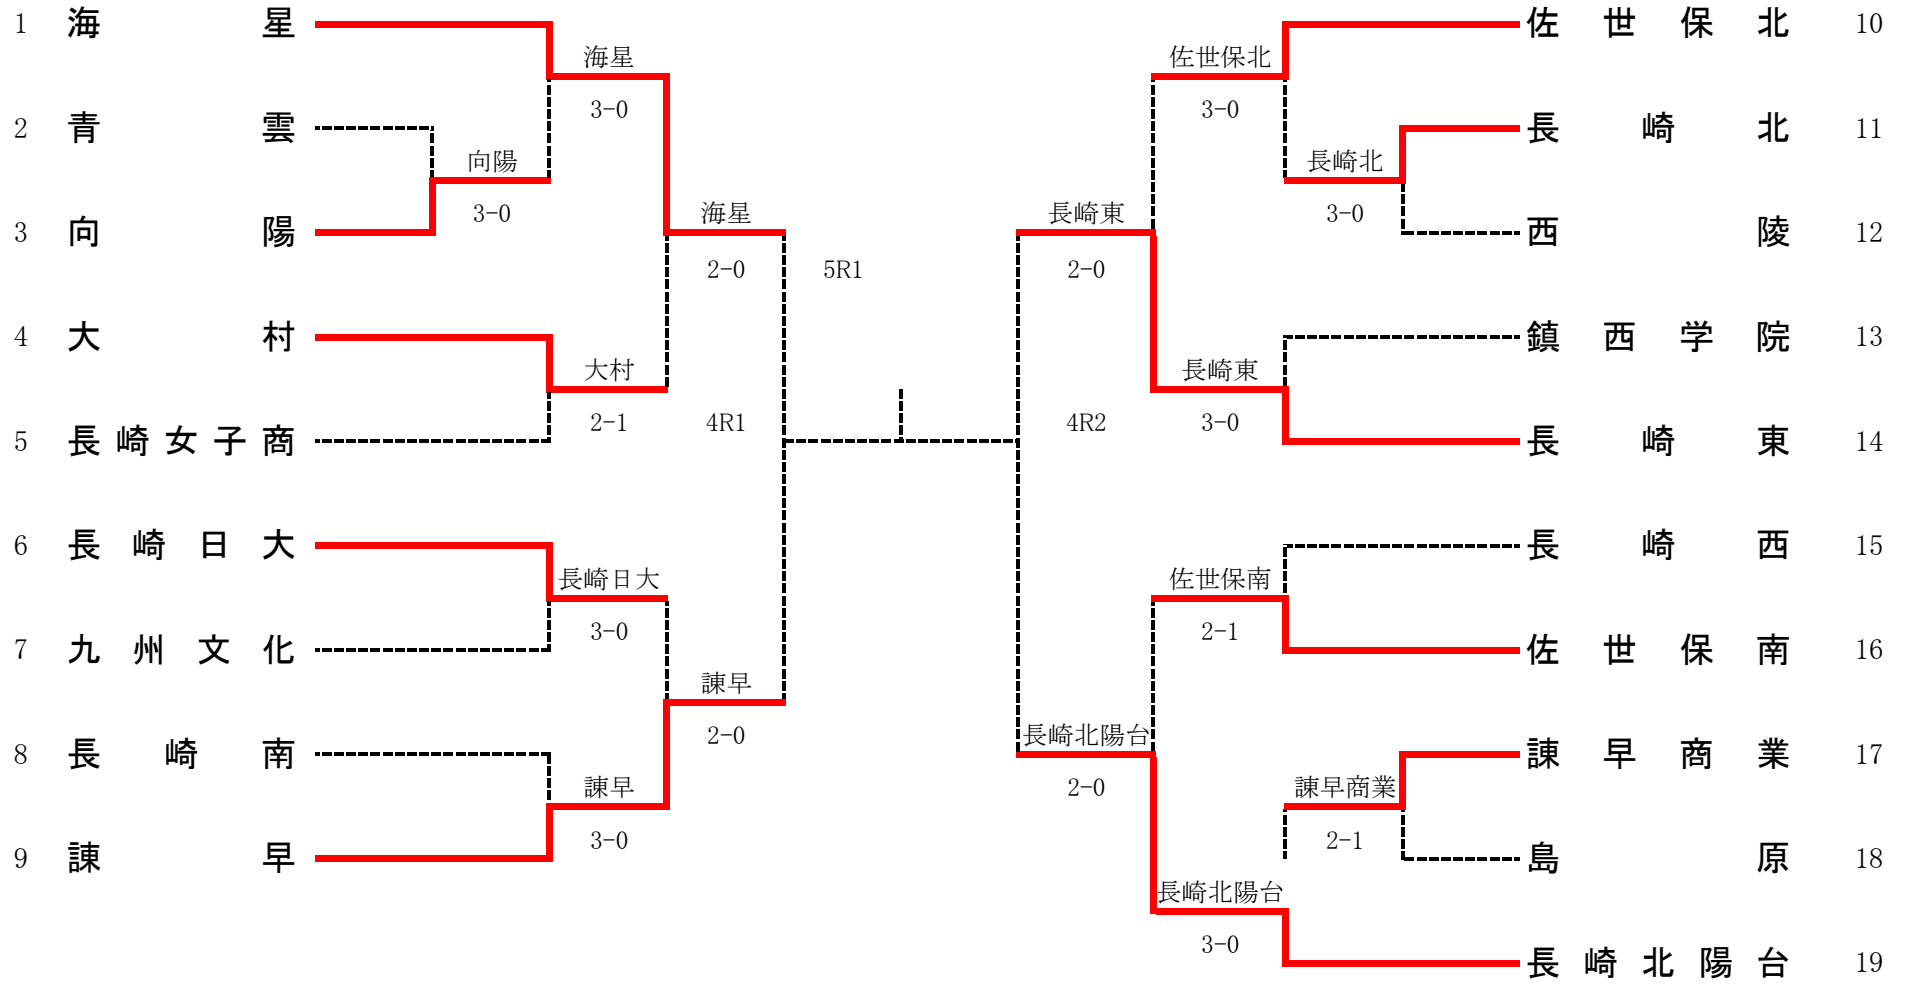 1 海星
佐世保北 10
海星
佐世保北
3-0
3-0
2 青雲
長崎北 11
向陽
長崎北
3-0
3-0
3 向陽
西陵 12
海星
長崎東
2-0
5R1
2-0
4 大村
鎮西学院 13
大村
長崎東
2-1
4R1
4R2
3-0
5 長崎女子商
長崎東 14
6 長崎日大
長崎西 15
長崎日大
佐世保南
3-0
2-1
7 九州文化
佐世保南 16
諫早
2-0
8 長崎南
長崎北陽台
諫早商業 17
2-0
諫早
諫早商業
3-0
2-1
9 諫早
島原 18
長崎北陽台
3-0
長崎北陽台 19